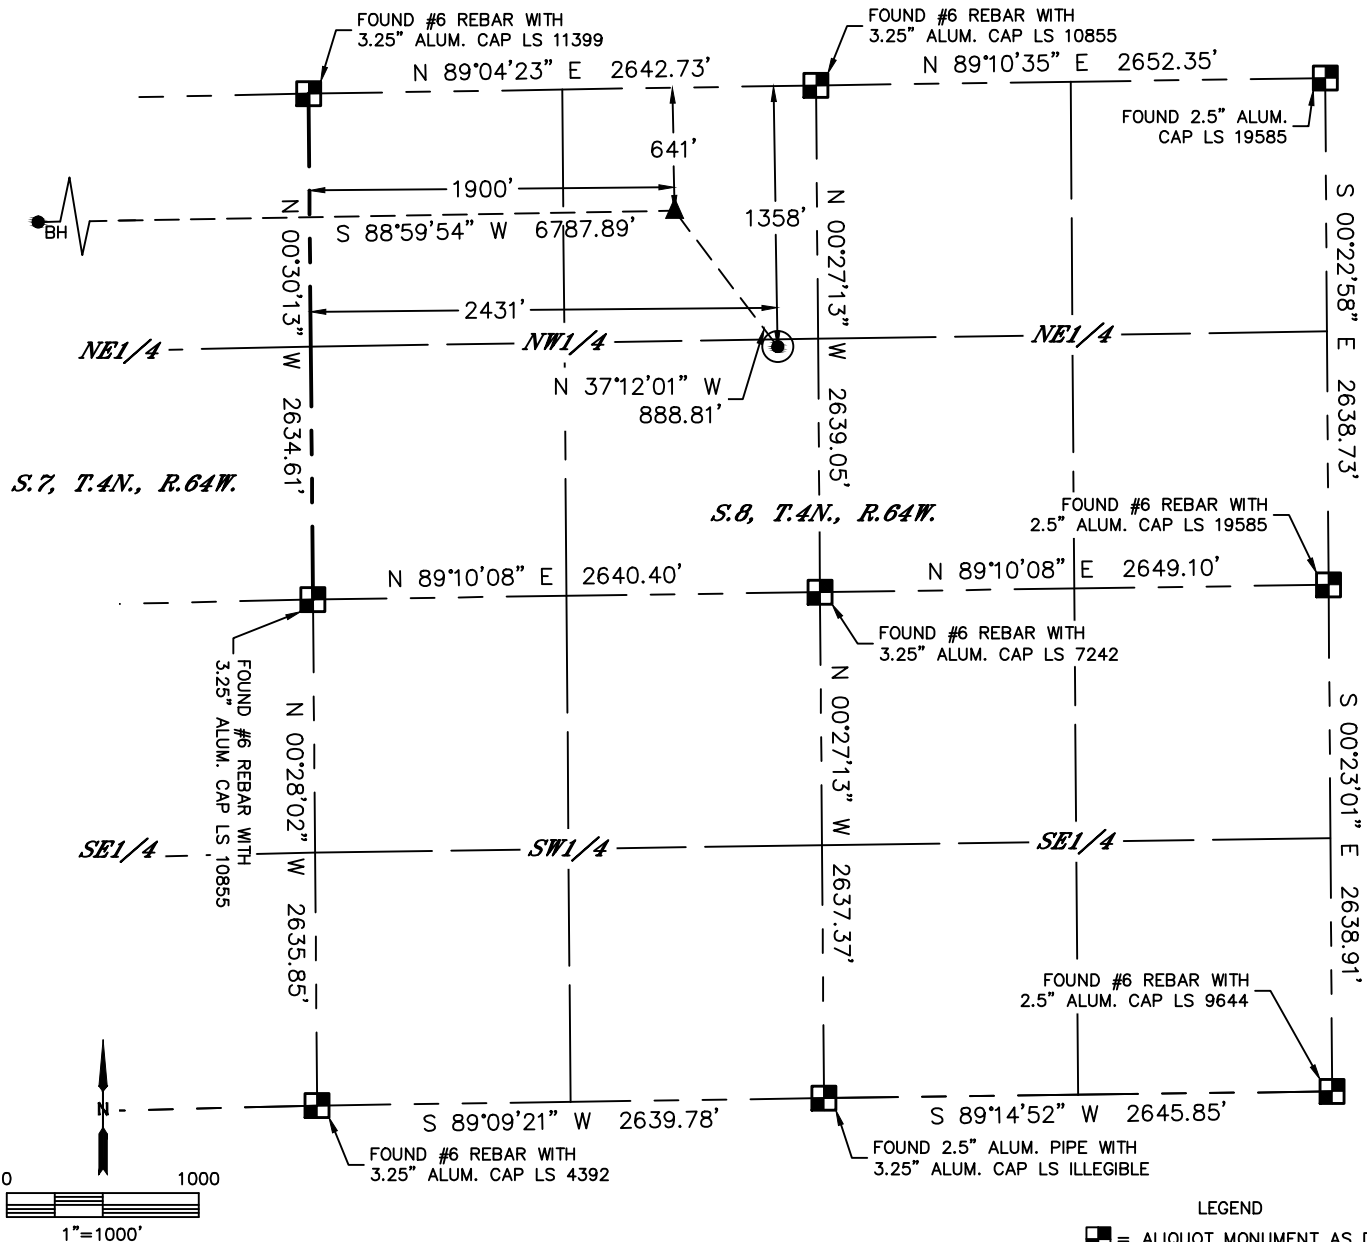 FOUND #6 REBAR WITH
3.25" ALUM. CAP LS 11399
FOUND #6 REBAR WITH
3.25" ALUM. CAP LS 10855
N 89°04'23" E 2642.73'
N 89°10'35" E 2652.35'
FOUND 2.5" ALUM.
CAP LS 19585
641'
1900'
1358'
BH
S 88°59'54" W 6787.89'
N 00°30'13" W 2634.61'
N 00°27'13" W 2639.05'
S 00°22'58" E 2638.73'
2431'
NE1/4
NW1/4
NE1/4
N 37°12'01" W
888.81'
S.7, T.4N., R.64W.
S.8, T.4N., R.64W.
FOUND #6 REBAR WITH
2.5" ALUM. CAP LS 19585
N 89°10'08" E 2640.40'
N 89°10'08" E 2649.10'
FOUND #6 REBAR WITH
3.25" ALUM. CAP LS 7242
FOUND #6 REBAR WITH
3.25" ALUM. CAP LS 10855
N 00°28'02" W 2635.85'
N 00°27'13" W 2637.37'
S 00°23'01" E 2638.91'
SE1/4
SW1/4
SE1/4
FOUND #6 REBAR WITH
2.5" ALUM. CAP LS 9644
N
S 89°09'21" W 2639.78'
S 89°14'52" W 2645.85'
FOUND #6 REBAR WITH
3.25" ALUM. CAP LS 4392
FOUND 2.5" ALUM. PIPE WITH
3.25" ALUM. CAP LS ILLEGIBLE
0 1000
1"=1000'
LEGEND
= ALIQUOT MONUMENT AS